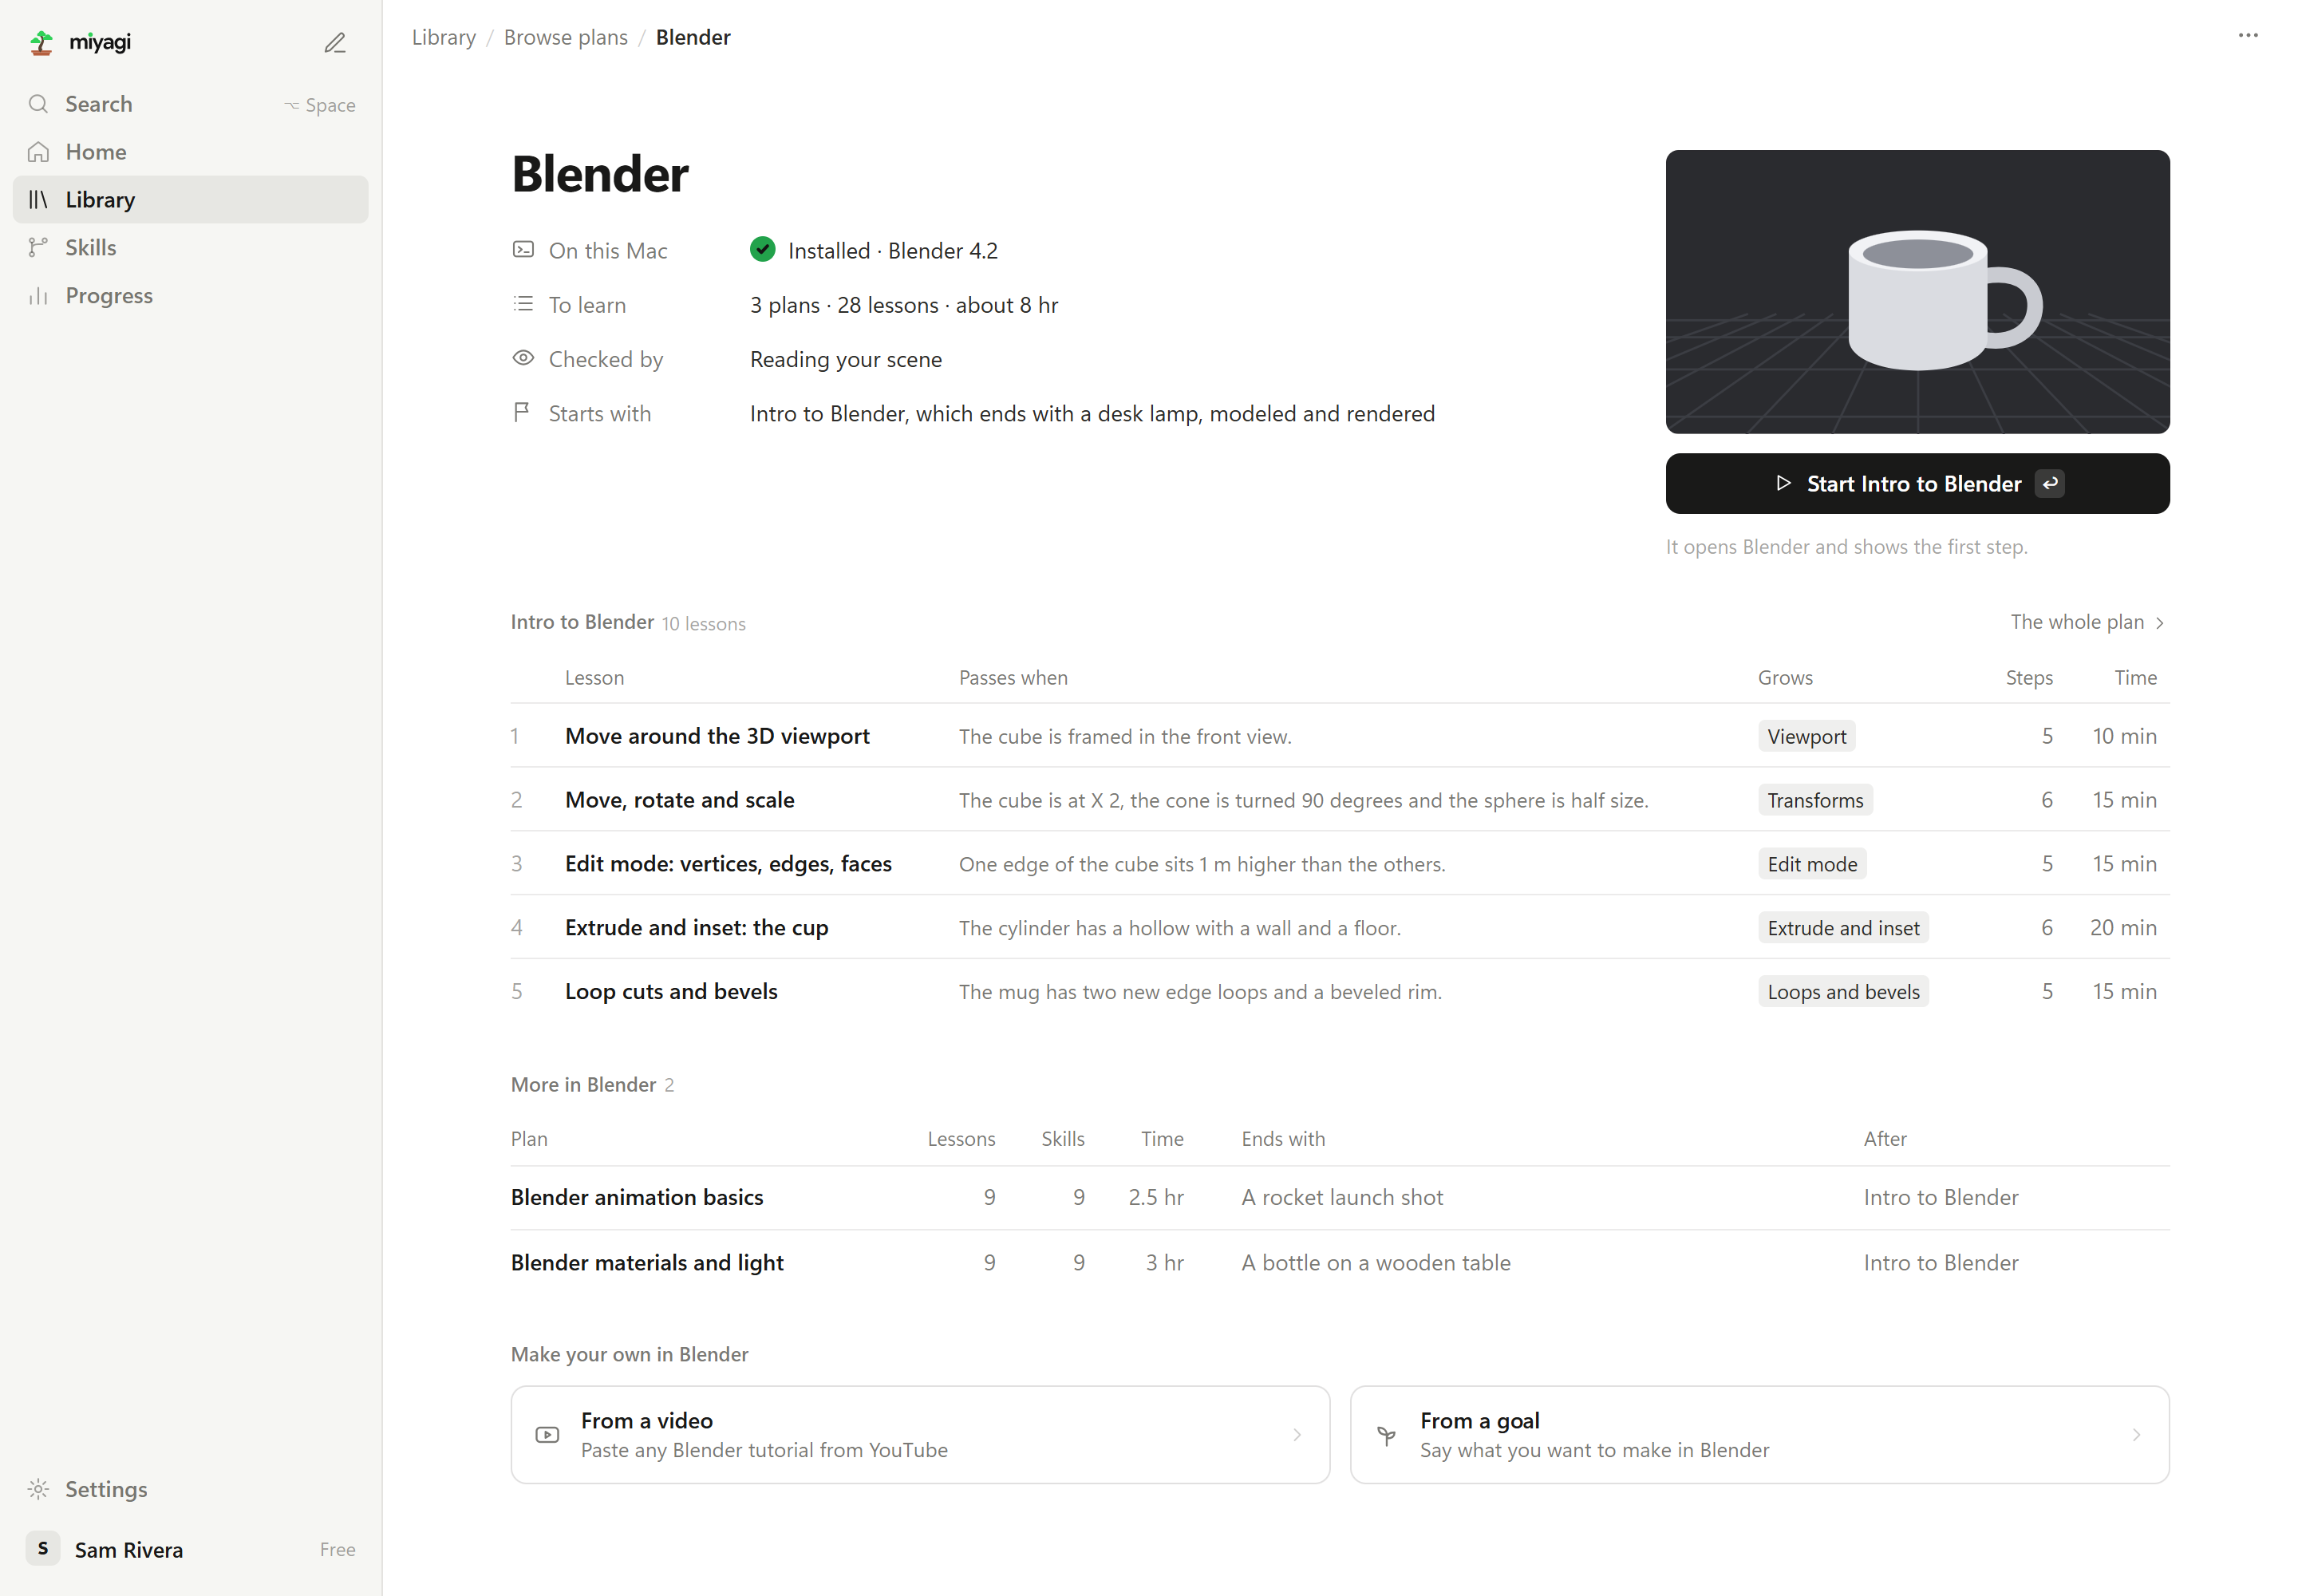 miyagi
Search ⌥ Space
Home
Library
Skills
Progress
Settings
S Sam Rivera Free
Library / Browse plans / Blender
Blender
On this Mac Installed · Blender 4.2
To learn 3 plans · 28 lessons · about 8 hr
Checked by Reading your scene
Starts with Intro to Blender, which ends with a desk lamp, modeled and rendered
Start Intro to Blender
It opens Blender and shows the first step.
Intro to Blender 10 lessons The whole plan
Lesson Passes when Grows Steps Time
1 Move around the 3D viewport The cube is framed in the front view. Viewport 5 10 min
2 Move, rotate and scale The cube is at X 2, the cone is turned 90 degrees and the sphere is half size. Transforms 6 15 min
3 Edit mode: vertices, edges, faces One edge of the cube sits 1 m higher than the others. Edit mode 5 15 min
4 Extrude and inset: the cup The cylinder has a hollow with a wall and a floor. Extrude and inset 6 20 min
5 Loop cuts and bevels The mug has two new edge loops and a beveled rim. Loops and bevels 5 15 min
More in Blender 2
Plan Lessons Skills Time Ends with After
Blender animation basics 9 9 2.5 hr A rocket launch shot Intro to Blender
Blender materials and light 9 9 3 hr A bottle on a wooden table Intro to Blender
Make your own in Blender
From a video
Paste any Blender tutorial from YouTube
From a goal
Say what you want to make in Blender